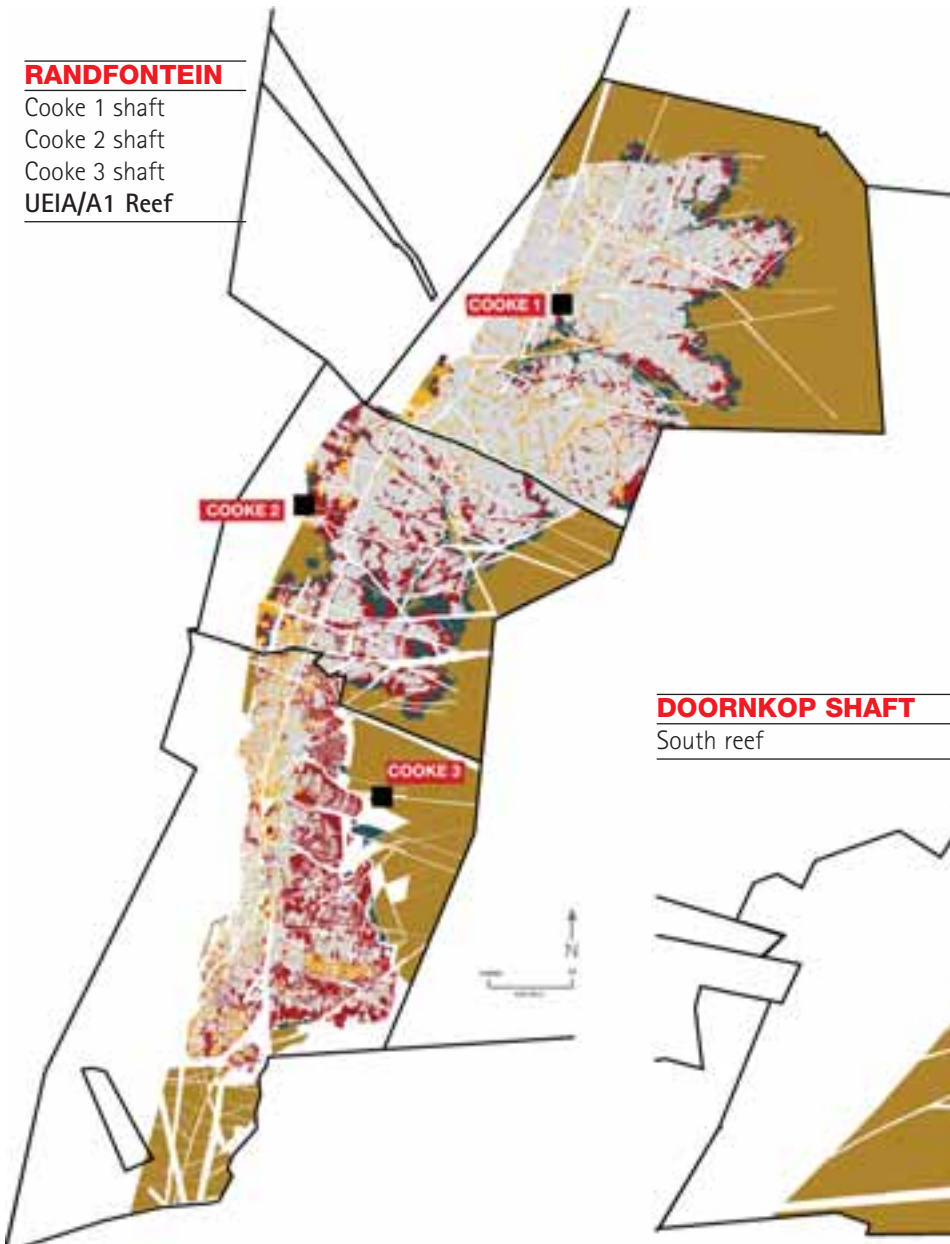 RANDFONTEIN
Cooke 1 shaft
Cooke 2 shaft
Cooke 3 shaft
UEIA/A1 Reef
COOKE 1
COOKE 2
COOKE 3
N
DOORNKOP SHAFT
South reef